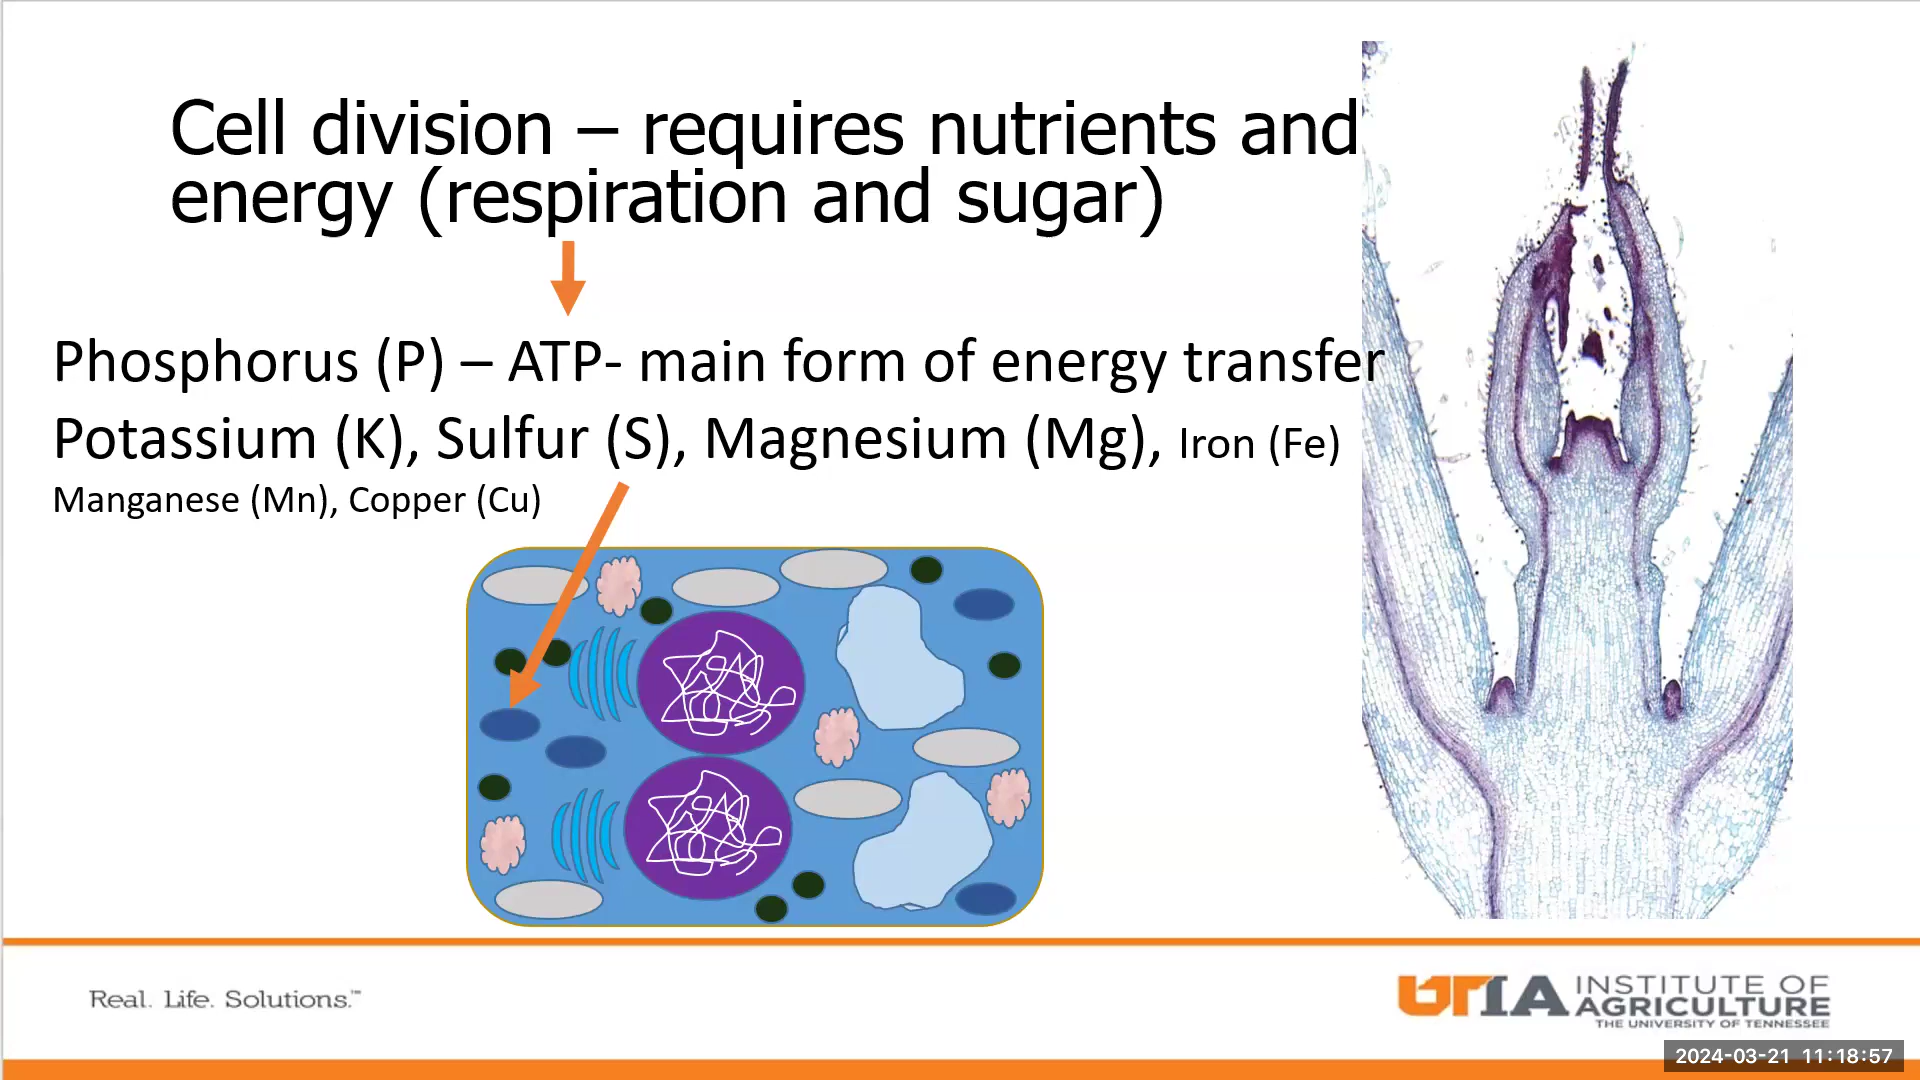 Cell division – requires nutrients and
energy (respiration and sugar)
Phosphorus (P) – ATP- main form of energy transfer
Potassium (K), Sulfur (S), Magnesium (Mg), Iron (Fe)
Manganese (Mn), Copper (Cu)
Real. Life. Solutions.™
UTIA INSTITUTE OF
AGRICULTURE
THE UNIVERSITY OF TENNESSEE
2024-03-21 11:18:57